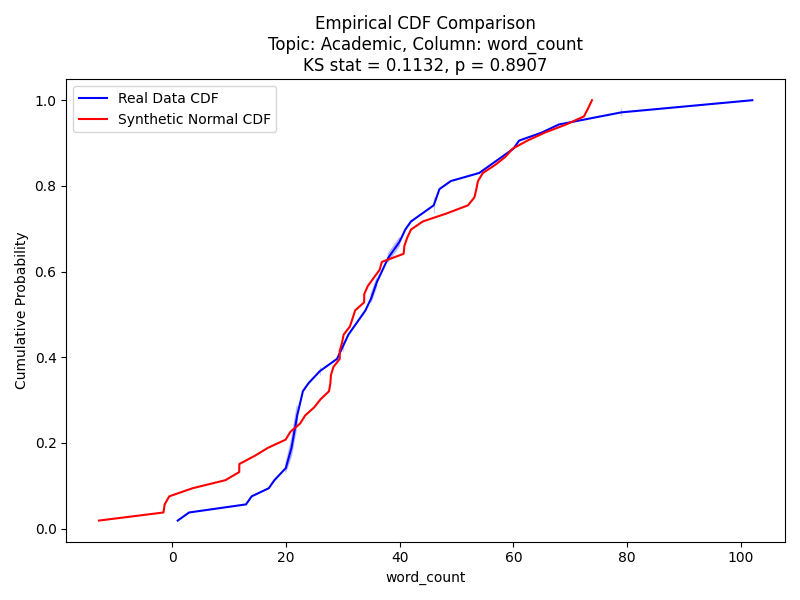 Empirical CDF Comparison
Topic: Academic, Column: word_count
KS stat = 0.1132, p = 0.8907
Real Data CDF
Synthetic Normal CDF
Cumulative Probability
1.0
0.8
0.6
0.4
0.2
0.0
0 20 40 60 80 100
word_count